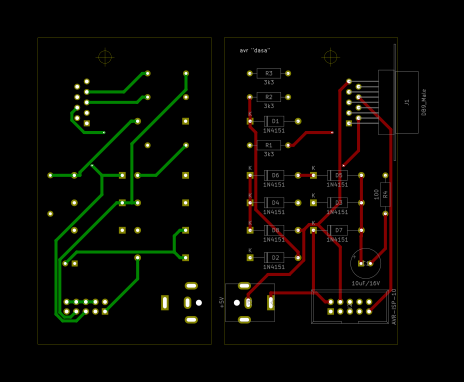 avr "dasa"
R3
3k3
R2
3k3
K
D1
1N4151
R1
3k3
K
D6
1N4151
K
D5
1N4151
K
D4
1N4151
K
D3
1N4151
K
D8
1N4151
K
D7
1N4151
K
D2
1N4151
J1
DB9_Male
R4
10uF/16V
+5V
AVR-ISP-10